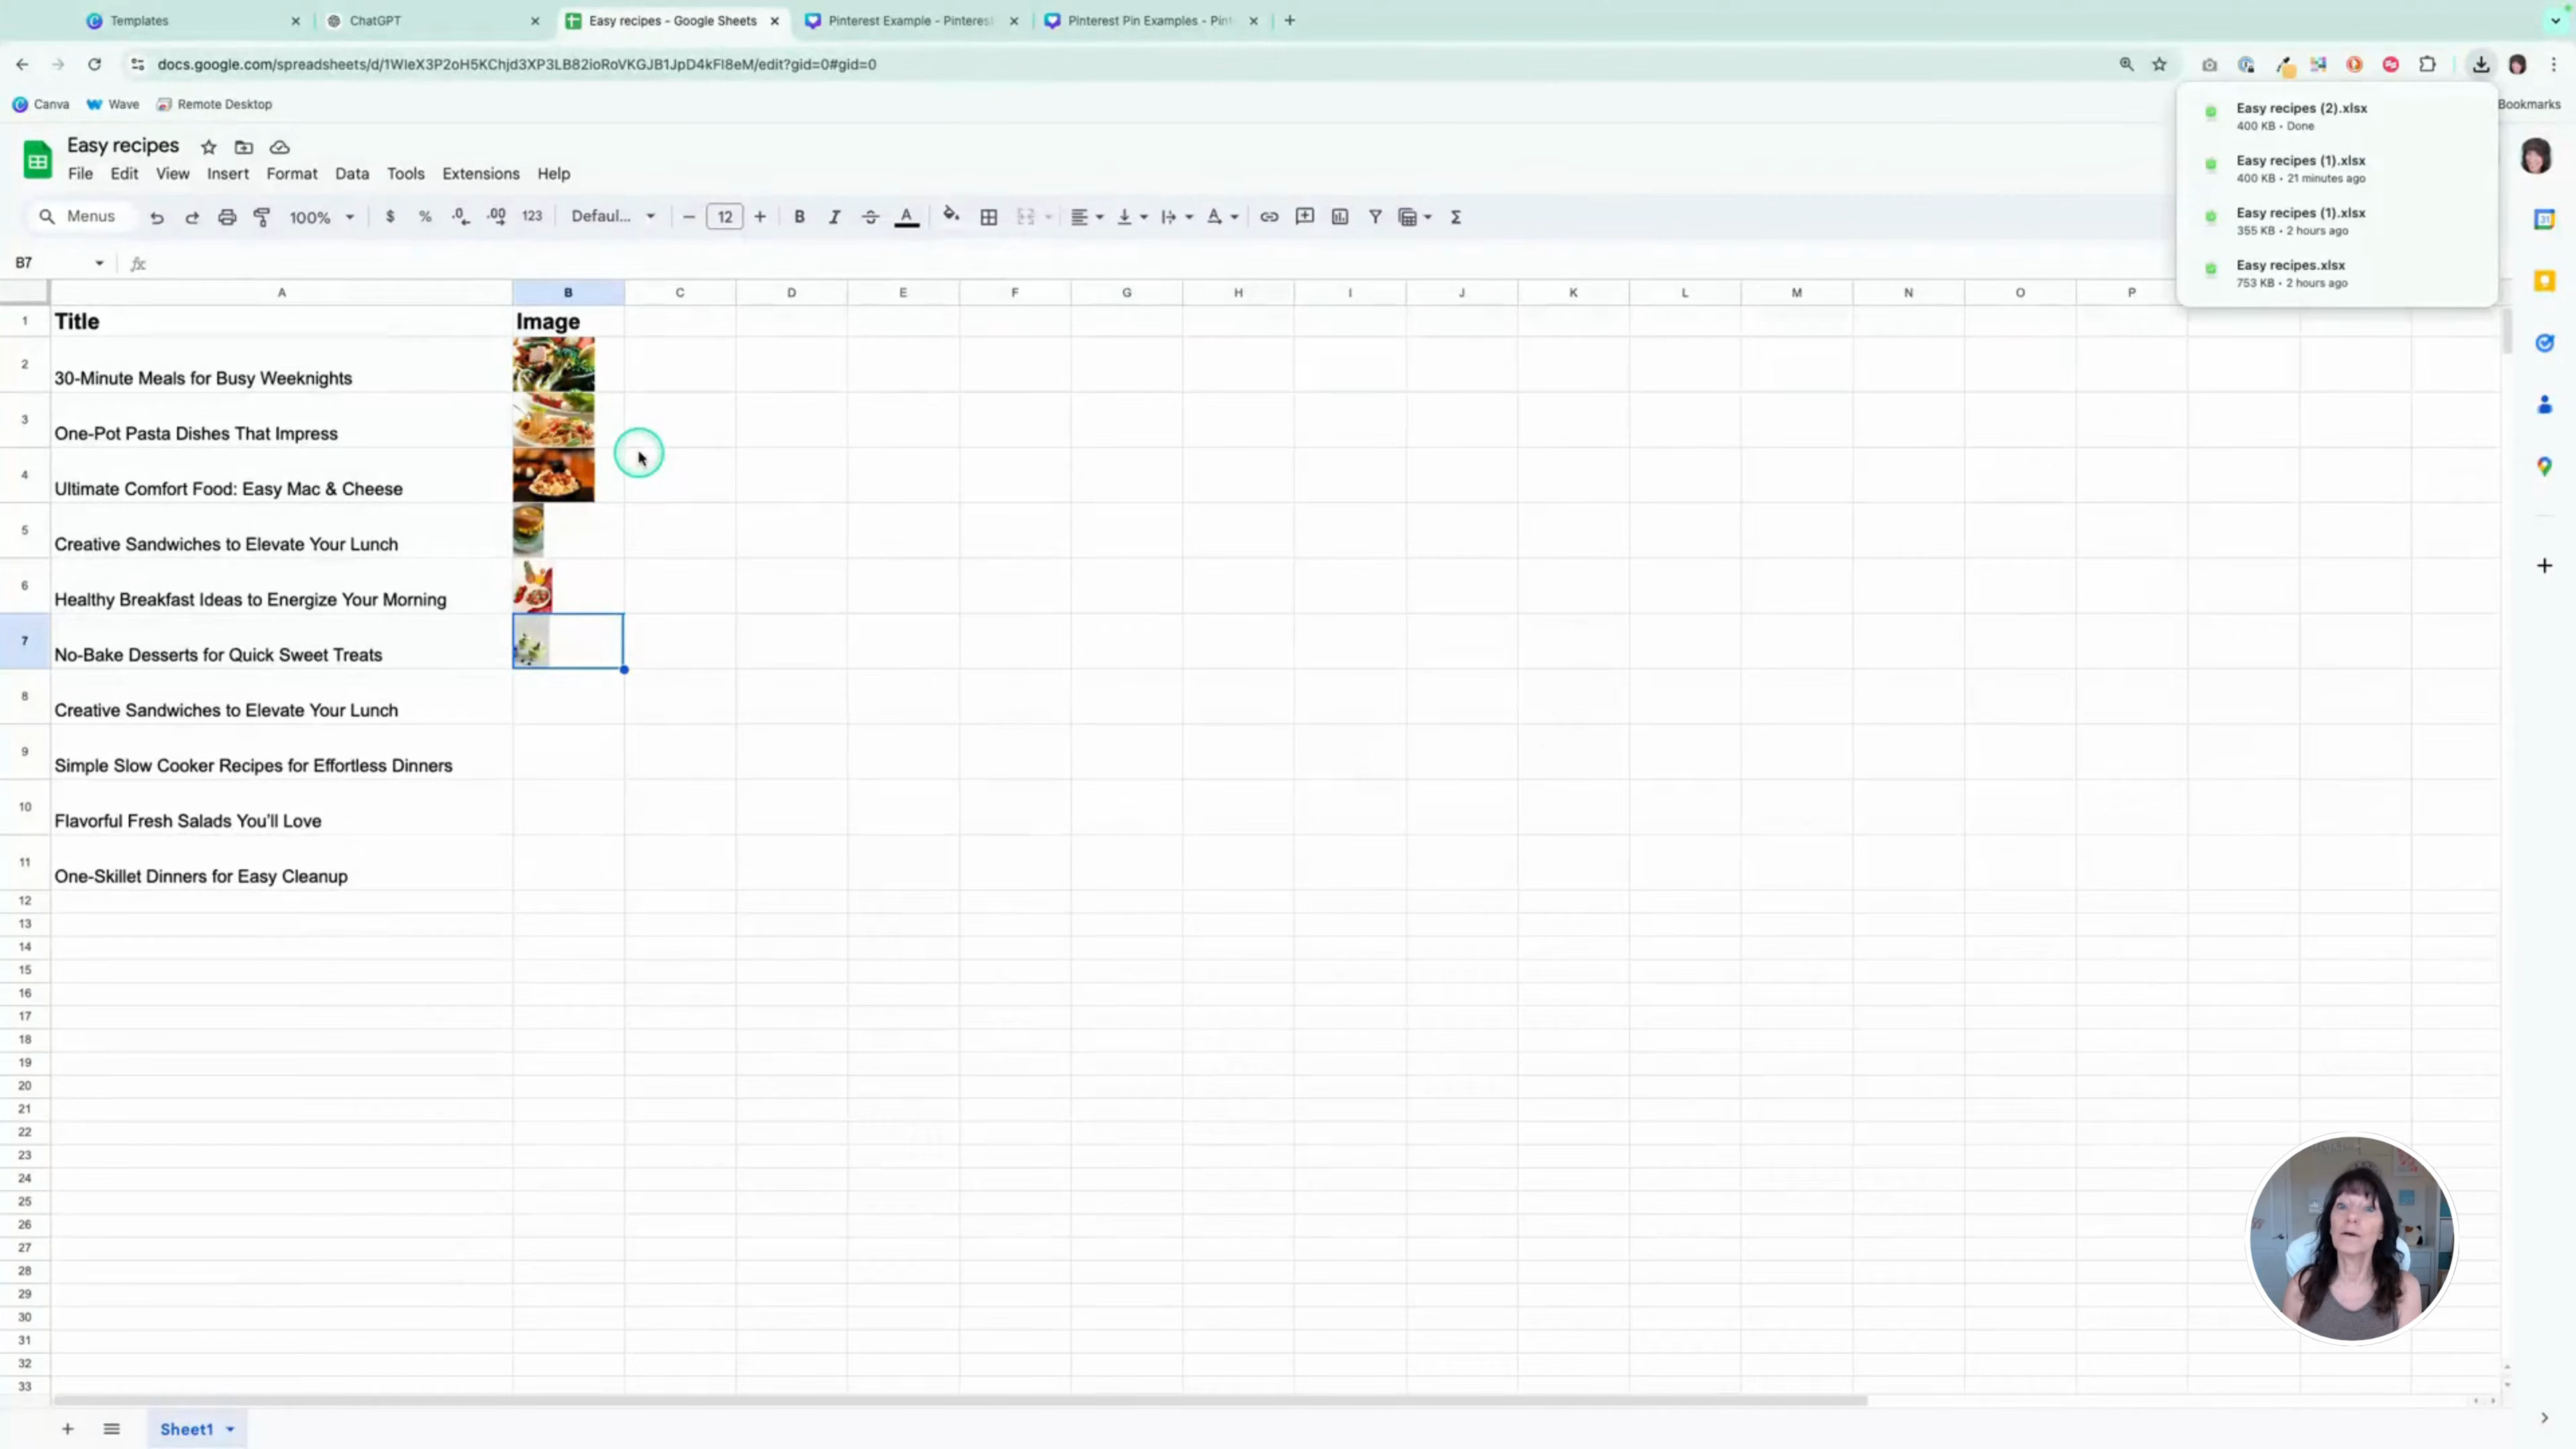 Templates
ChatGPT
Easy recipes - Google Sheets
Pinterest Example - Pinterest
Pinterest Pin Examples - Pint
docs.google.com/spreadsheets/d/1WIeX3P2oH5KChjd3XP3LB82ioRoVKGJB1JpD4kFI8eM/edit?gid=0#gid=0
Canva
Wave
Remote Desktop
Bookmarks
Easy recipes (2).xlsx
400 KB • Done
Easy recipes (1).xlsx
400 KB • 21 minutes ago
Easy recipes (1).xlsx
355 KB • 2 hours ago
Easy recipes.xlsx
753 KB • 2 hours ago
Easy recipes
File Edit View Insert Format Data Tools Extensions Help
Menus 100% $ % .0 .00 123 Defaul... 12 B I S A Σ
B7 fx
A B C D E F G H I J K L M N O P
1 Title Image
2 30-Minute Meals for Busy Weeknights
3 One-Pot Pasta Dishes That Impress
4 Ultimate Comfort Food: Easy Mac & Cheese
5 Creative Sandwiches to Elevate Your Lunch
6 Healthy Breakfast Ideas to Energize Your Morning
7 No-Bake Desserts for Quick Sweet Treats
8 Creative Sandwiches to Elevate Your Lunch
9 Simple Slow Cooker Recipes for Effortless Dinners
10 Flavorful Fresh Salads You'll Love
11 One-Skillet Dinners for Easy Cleanup
12
13
14
15
16
17
18
19
20
21
22
23
24
25
26
27
28
29
30
31
32
33
Sheet1
31